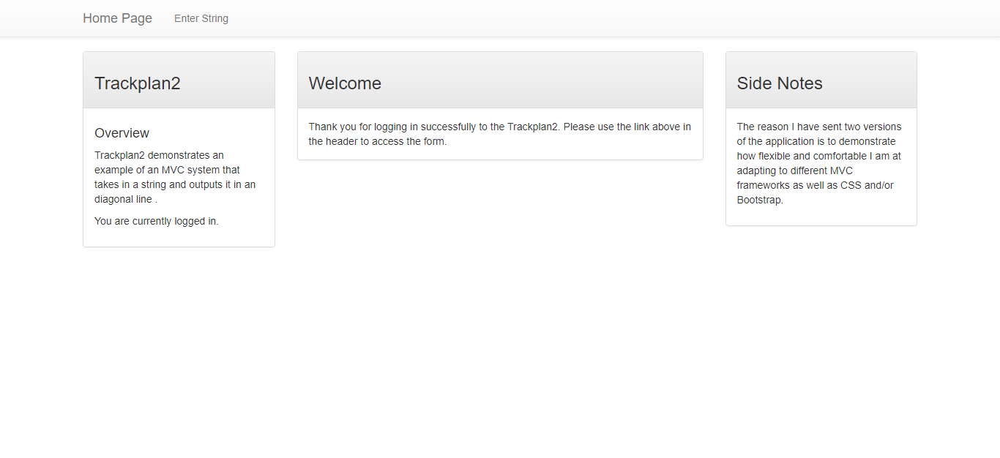 Home Page
Enter String
Trackplan2
Overview
Trackplan2 demonstrates an
example of an MVC system that
takes in a string and outputs it in an
diagonal line .
You are currently logged in.
Welcome
Thank you for logging in successfully to the Trackplan2. Please use the link above in
the header to access the form.
Side Notes
The reason I have sent two versions
of the application is to demonstrate
how flexible and comfortable I am at
adapting to different MVC
frameworks as well as CSS and/or
Bootstrap.